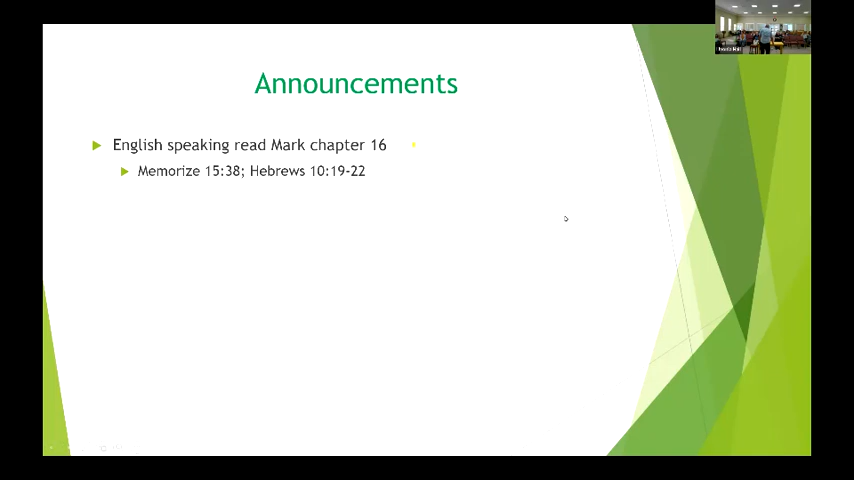 Announcements
English speaking read Mark chapter 16
Memorize 15:38; Hebrews 10:19-22